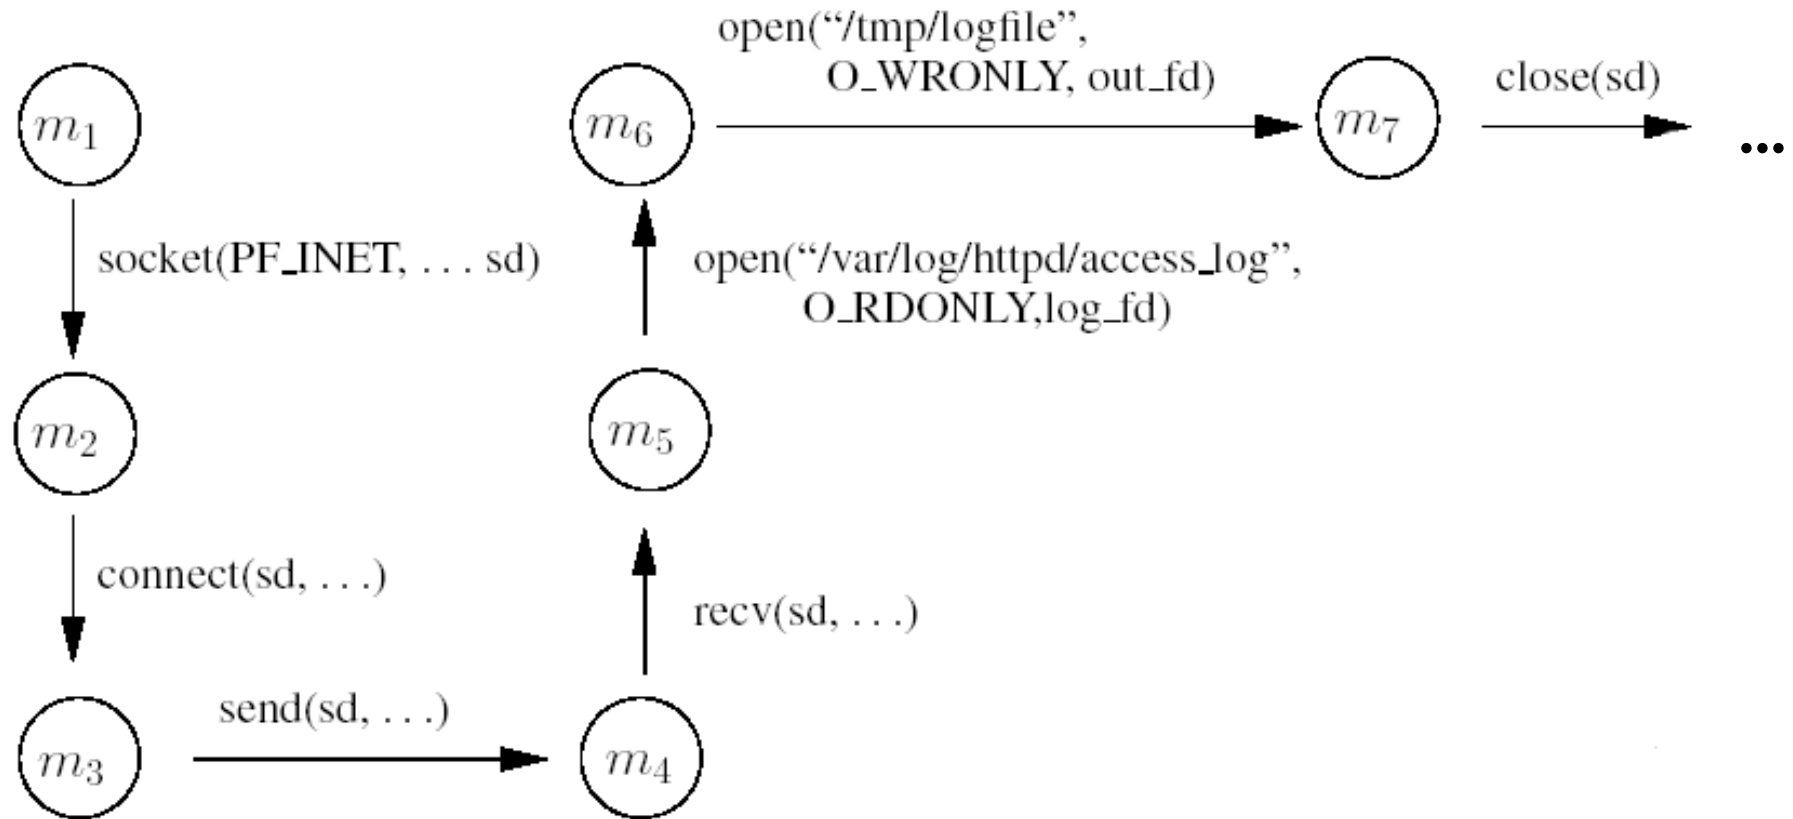 m1
socket(PF_INET, . . . sd)
m2
connect(sd, . . .)
m3
send(sd, . . .)
m4
recv(sd, . . .)
m5
open(“/var/log/httpd/access_log”,
O_RDONLY,log_fd)
m6
open(“/tmp/logfile”,
O_WRONLY, out_fd)
m7
close(sd)
...